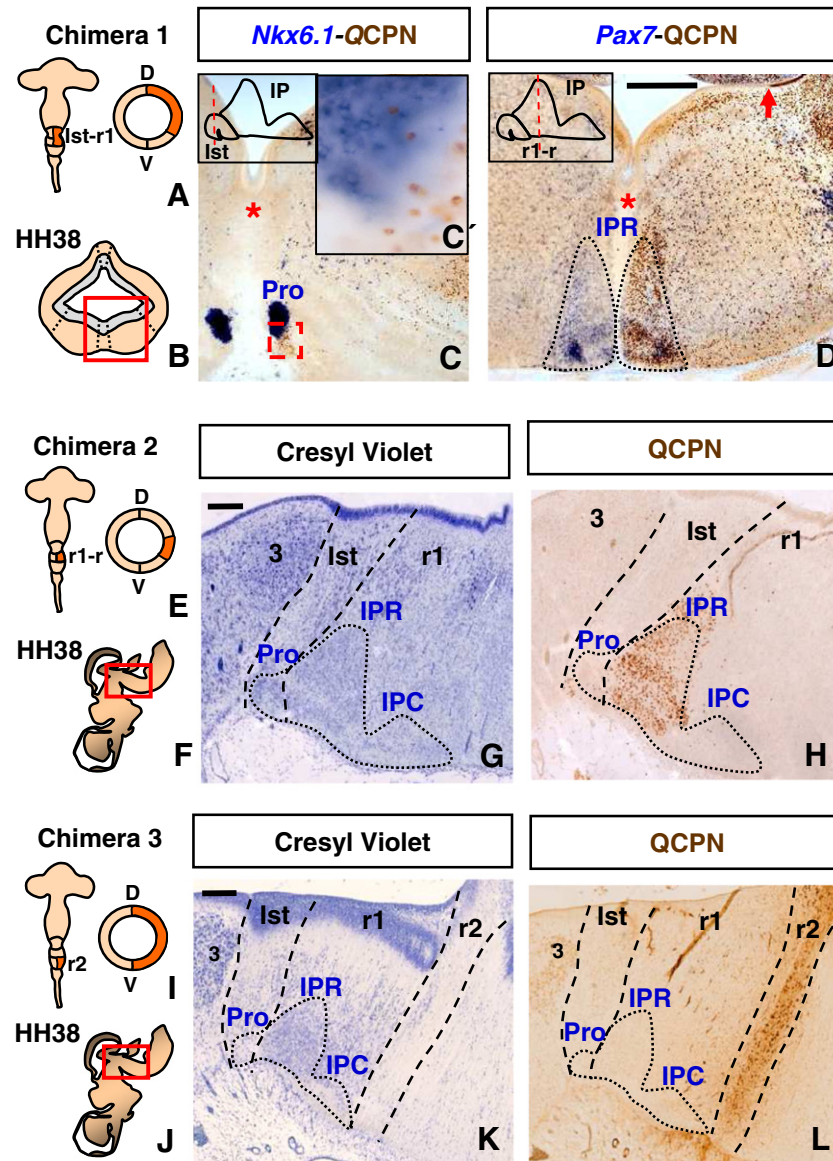 Chimera 1
Nkx6.1-QCPN
Pax7-QCPN
D
Ist-r1
V
A
IP
Ist
C´
IP
r1-r
*
*
IPR
HH38
Pro
B
C
D
Chimera 2
Cresyl Violet
QCPN
D
r1-r
V
E
3
Ist
r1
IPR
Pro
IPC
3
Ist
r1
IPR
Pro
IPC
HH38
F
G
H
Chimera 3
Cresyl Violet
QCPN
D
r2
V
I
Ist
r1
r2
3
IPR
Pro
IPC
Ist
r1
r2
3
IPR
Pro
IPC
HH38
J
K
L